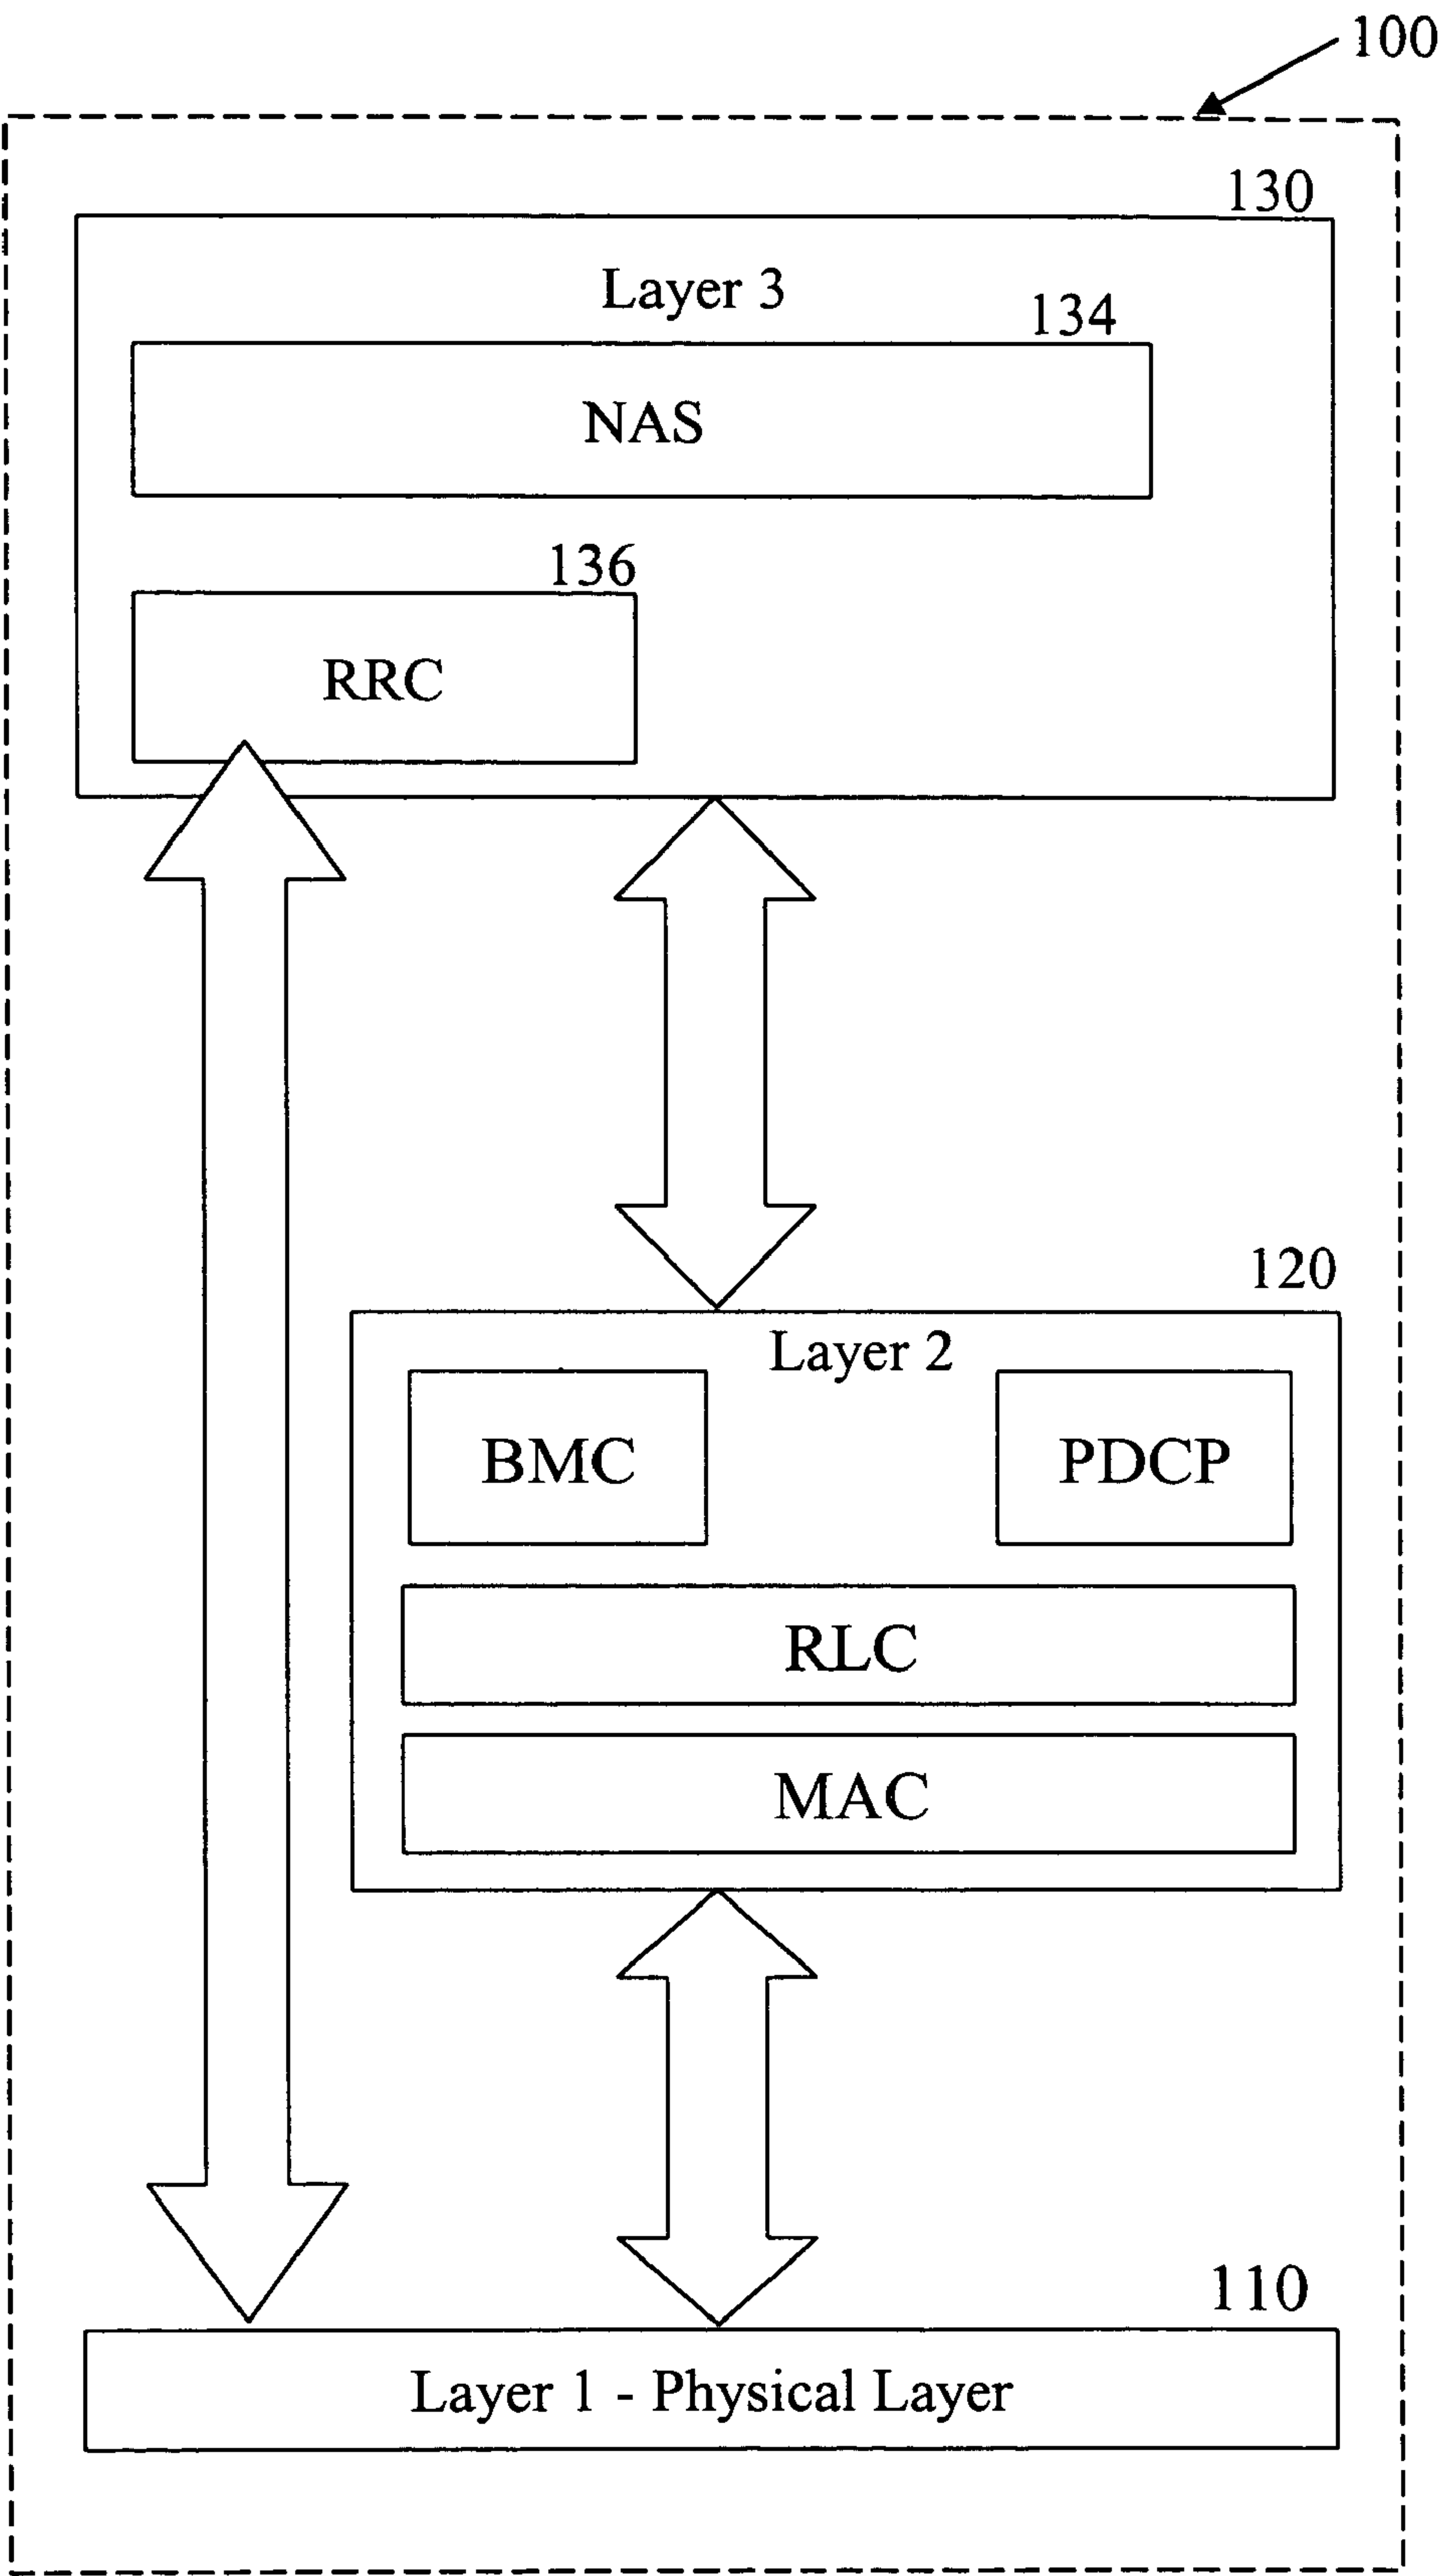 100
130
Layer 3
134
NAS
136
RRC
120
Layer 2
BMC
PDCP
RLC
MAC
110
Layer 1 - Physical Layer